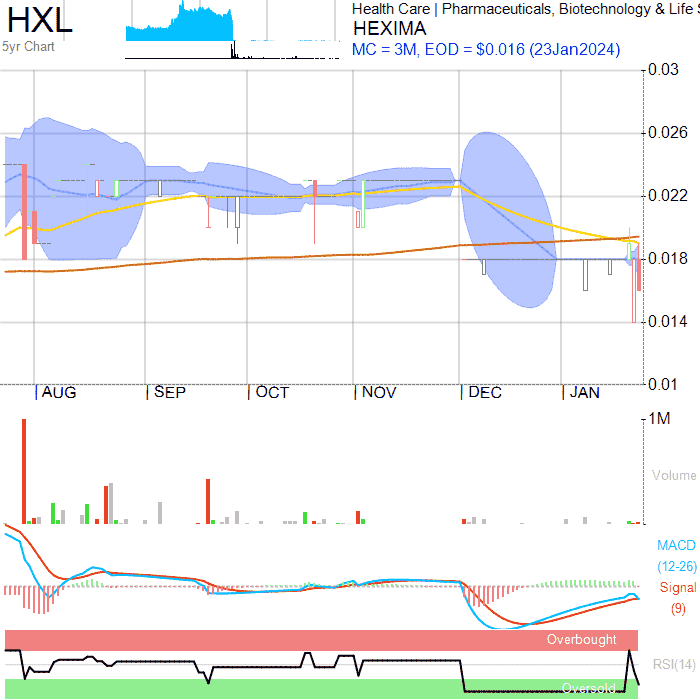 HXL
5yr Chart
Health Care | Pharmaceuticals, Biotechnology & Life
HEXIMA
MC = 3M, EOD = $0.016 (23Jan2024)
0.03
0.026
0.022
0.018
0.014
0.01
AUG SEP OCT NOV DEC JAN
1M
Volume
MACD
(12-26)
Signal
(9)
Overbought
RSI(14)
Oversold